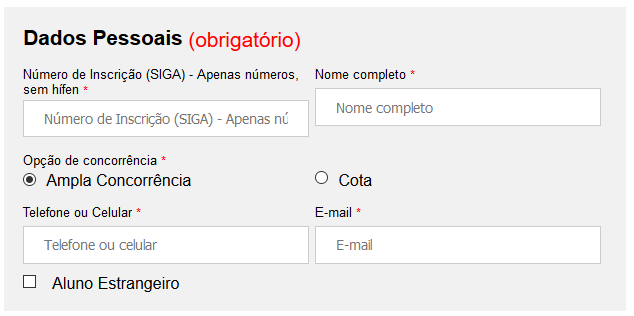 Dados Pessoais (obrigatório)
Número de Inscrição (SIGA) - Apenas números,
sem hífen *
Nome completo *
Número de Inscrição (SIGA) - Apenas nú
Nome completo
Opção de concorrência *
Ampla Concorrência
Cota
Telefone ou Celular *
E-mail *
Telefone ou celular
E-mail
Aluno Estrangeiro